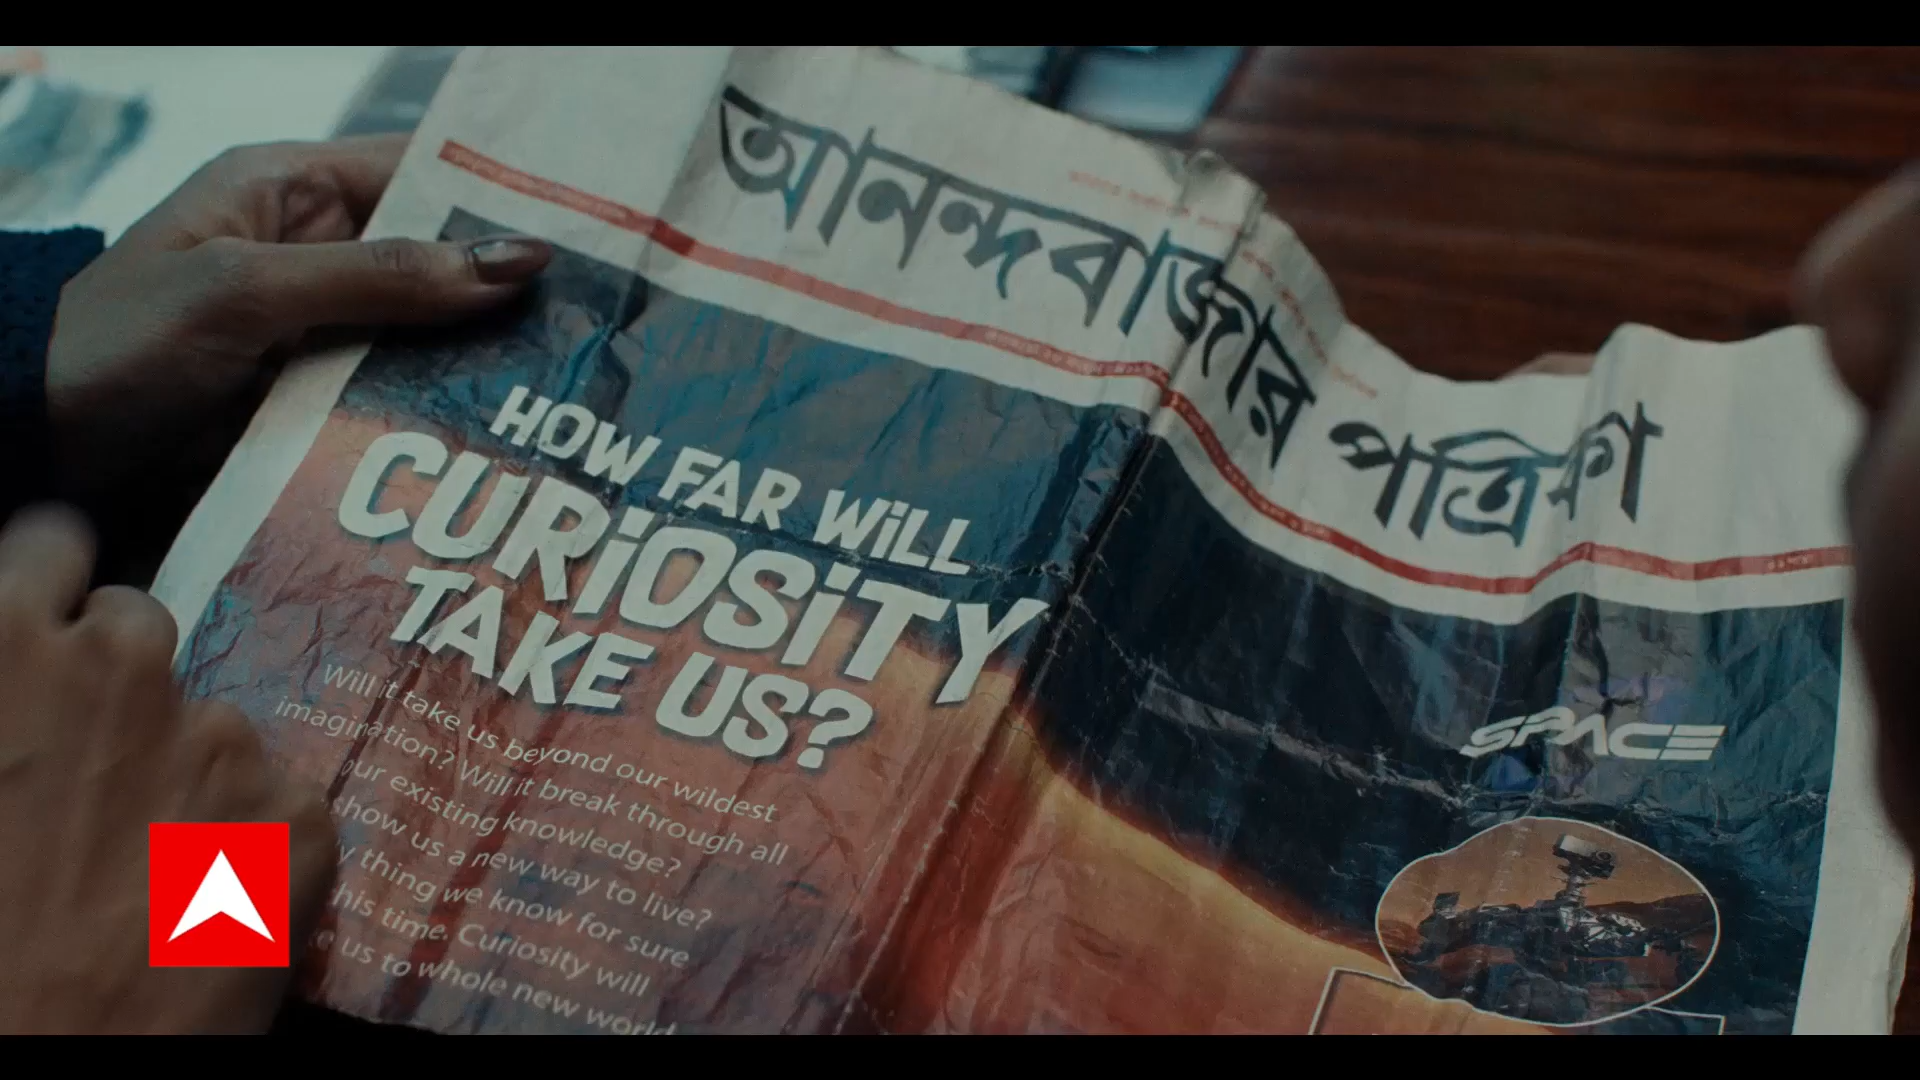 আনন্দবাজার পত্রিকা
HOW FAR WiLL
CURiOSiTY
TAKE US?
Will it take us beyond our wildest
imagination? Will it break through all
our existing knowledge?
show us a new way to live?
thing we know for sure
this time. Curiosity will
us to whole new world
SPACE